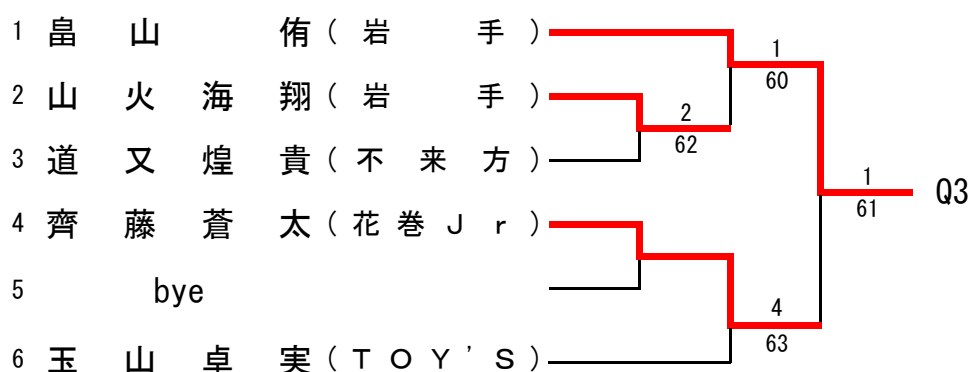 1 畠山 侑(岩手)
1
60
2 山火海翔(岩手)
2
62
3 道又煌貴(不来方)
1
61
Q3
4 齊藤蒼太(花巻Jr)
5 bye
4
63
6 玉山卓実(TOY'S)